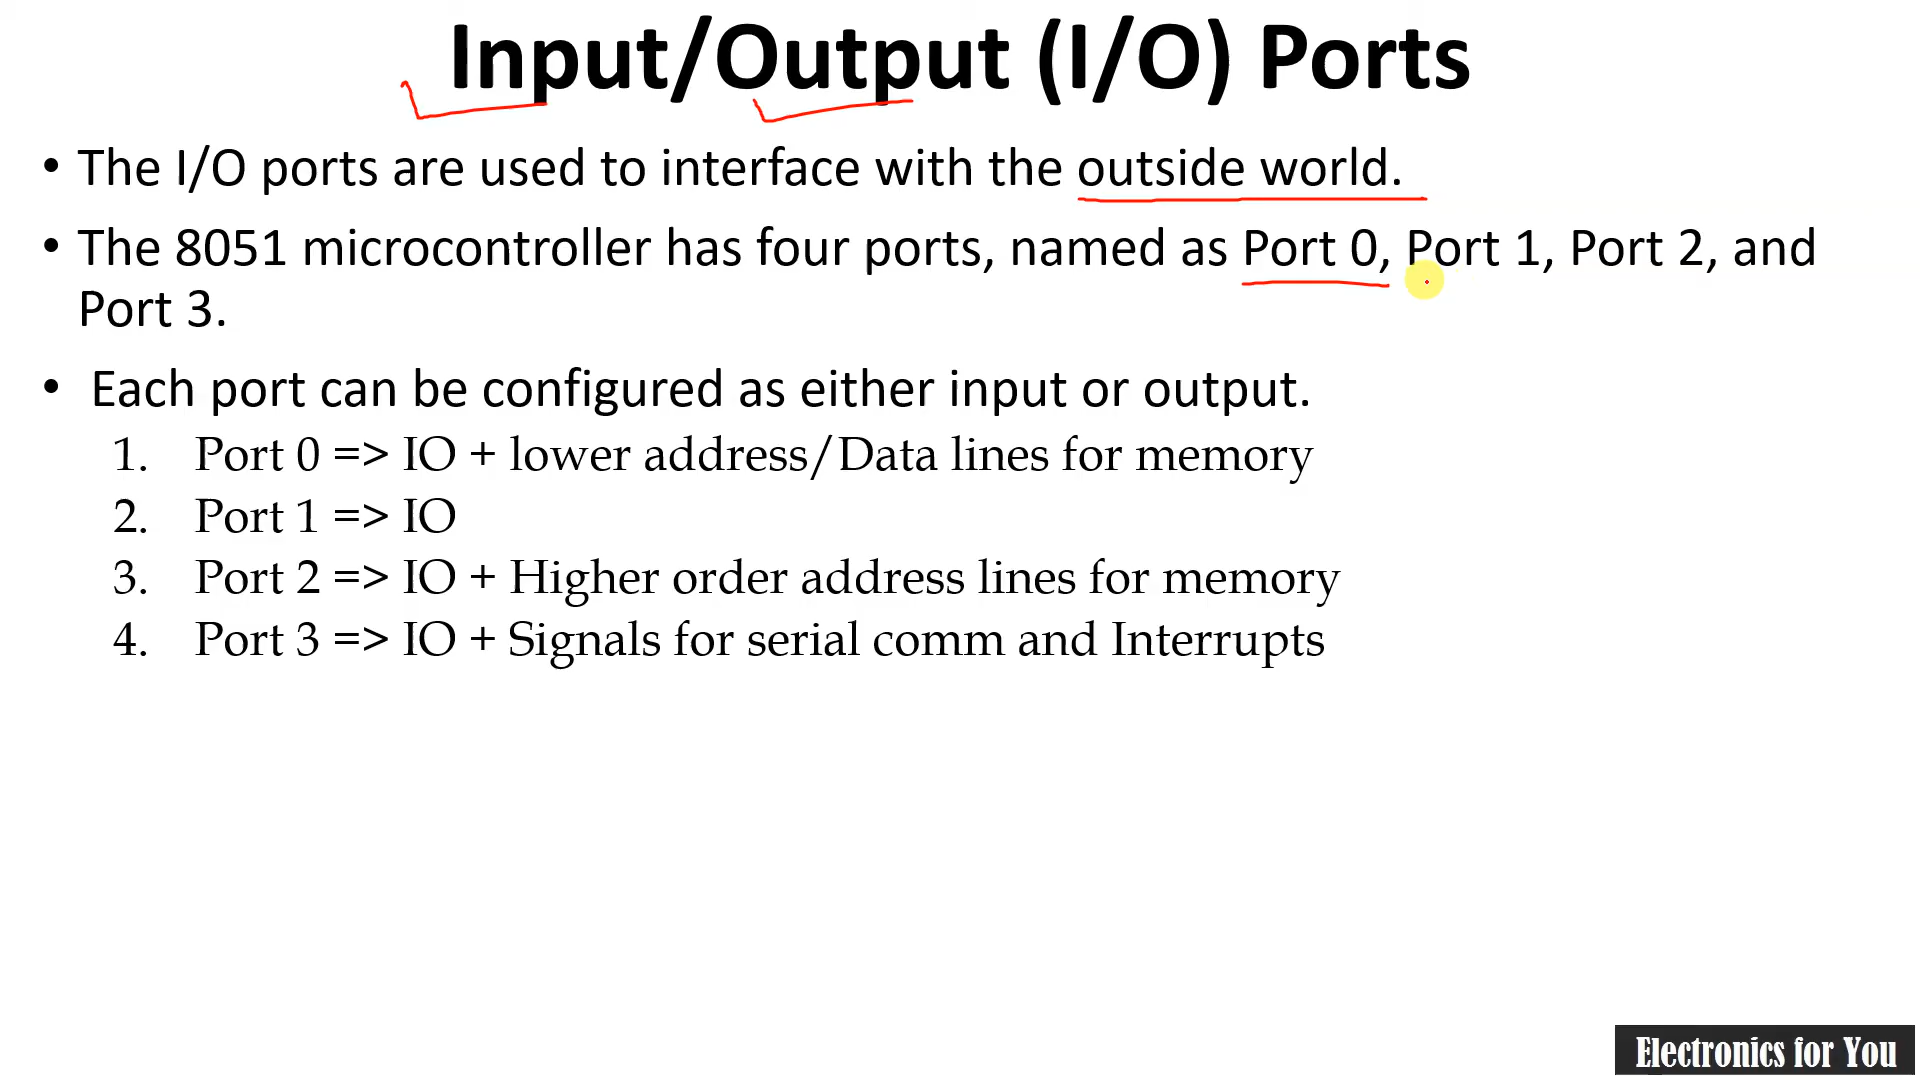 Input/Output (I/O) Ports
• The I/O ports are used to interface with the outside world.
• The 8051 microcontroller has four ports, named as Port 0, Port 1, Port 2, and
Port 3.
• Each port can be configured as either input or output.
1. Port 0 => IO + lower address/Data lines for memory
2. Port 1 => IO
3. Port 2 => IO + Higher order address lines for memory
4. Port 3 => IO + Signals for serial comm and Interrupts
Electronics for You